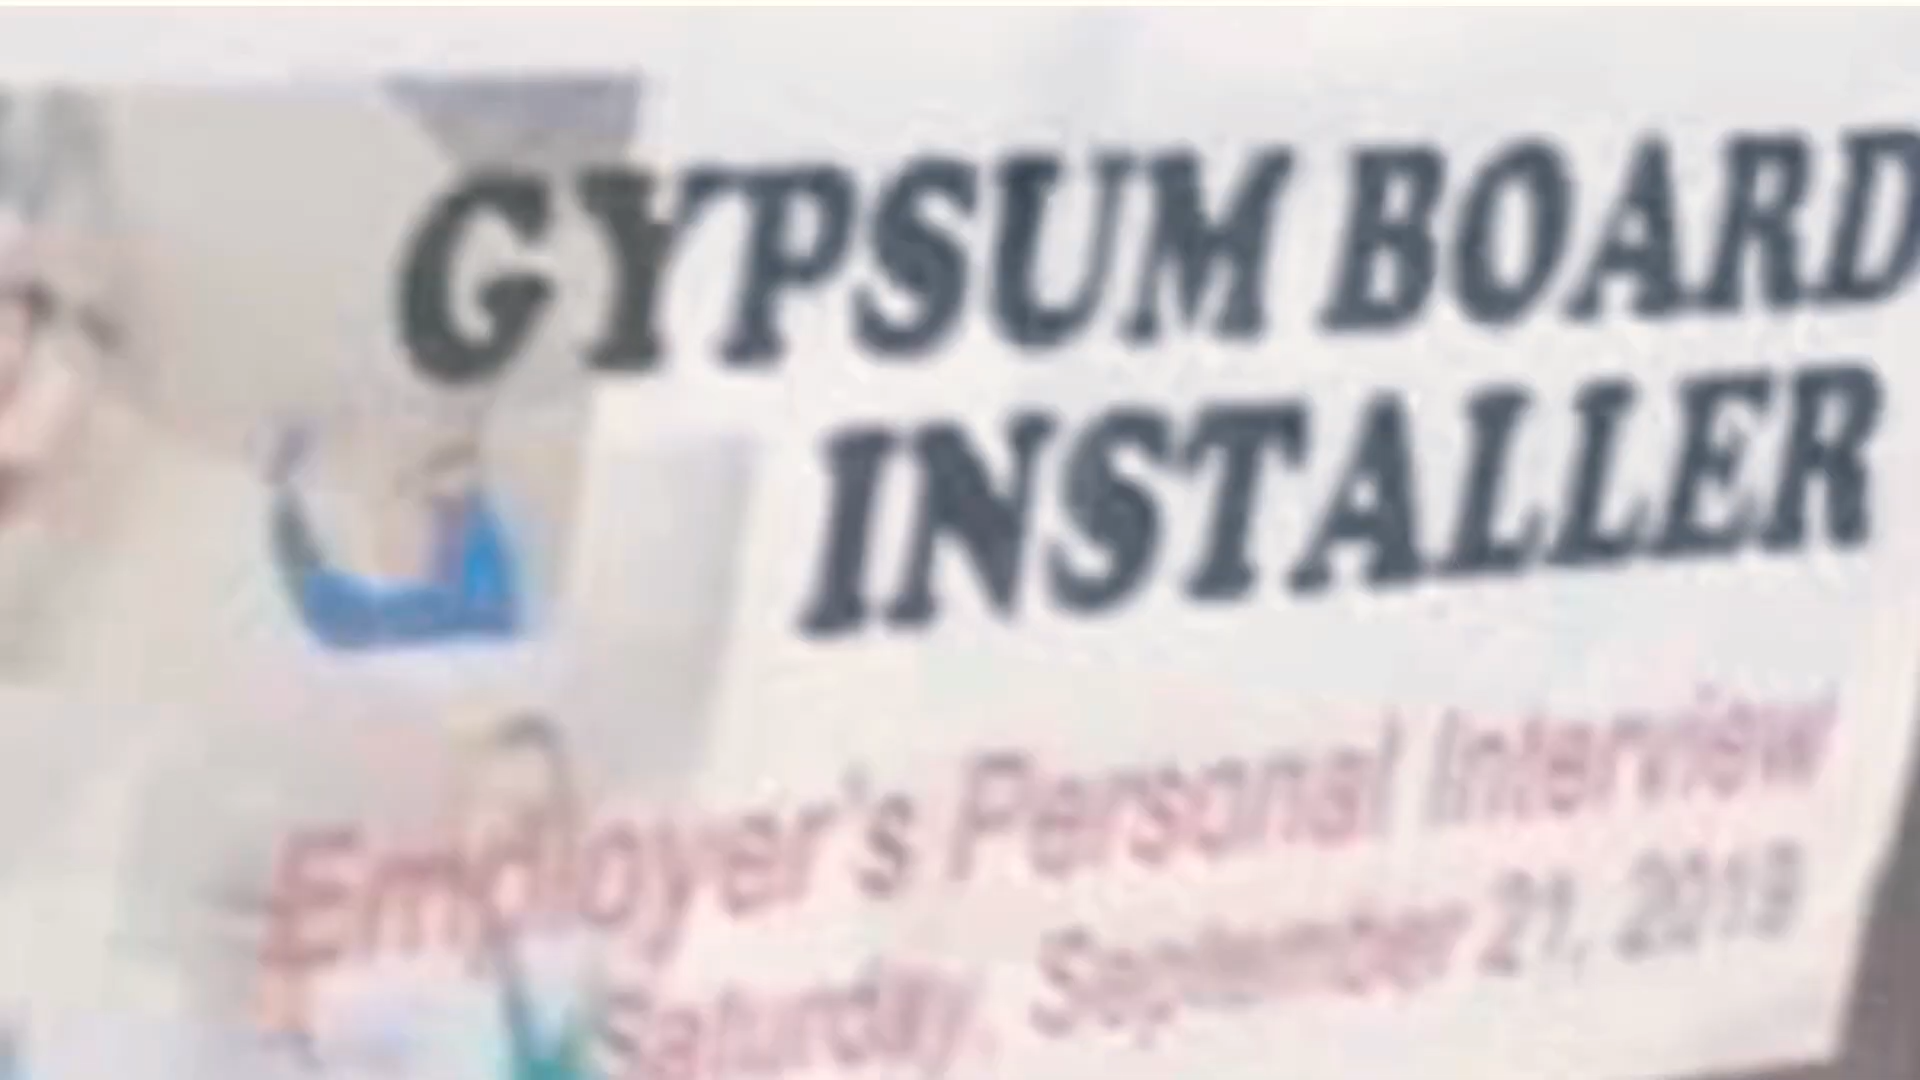 GYPSUM BOARD
INSTALLER
Employer's Personal Interview
Saturday, September 21, 2019